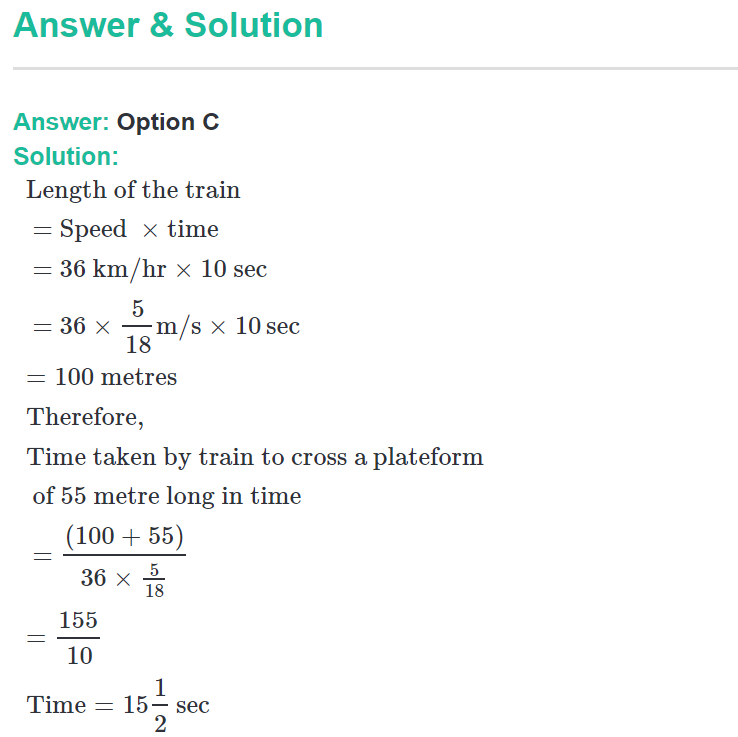 Answer & Solution
Answer: Option C
Solution:
Length of the train
= Speed × time
= 36 km/hr × 10 sec
= 36 × 5/18 m/s × 10 sec
= 100 metres
Therefore,
Time taken by train to cross a plateform
of 55 metre long in time
= (100 + 55) / (36 × 5/18)
= 155/10
Time = 15 1/2 sec